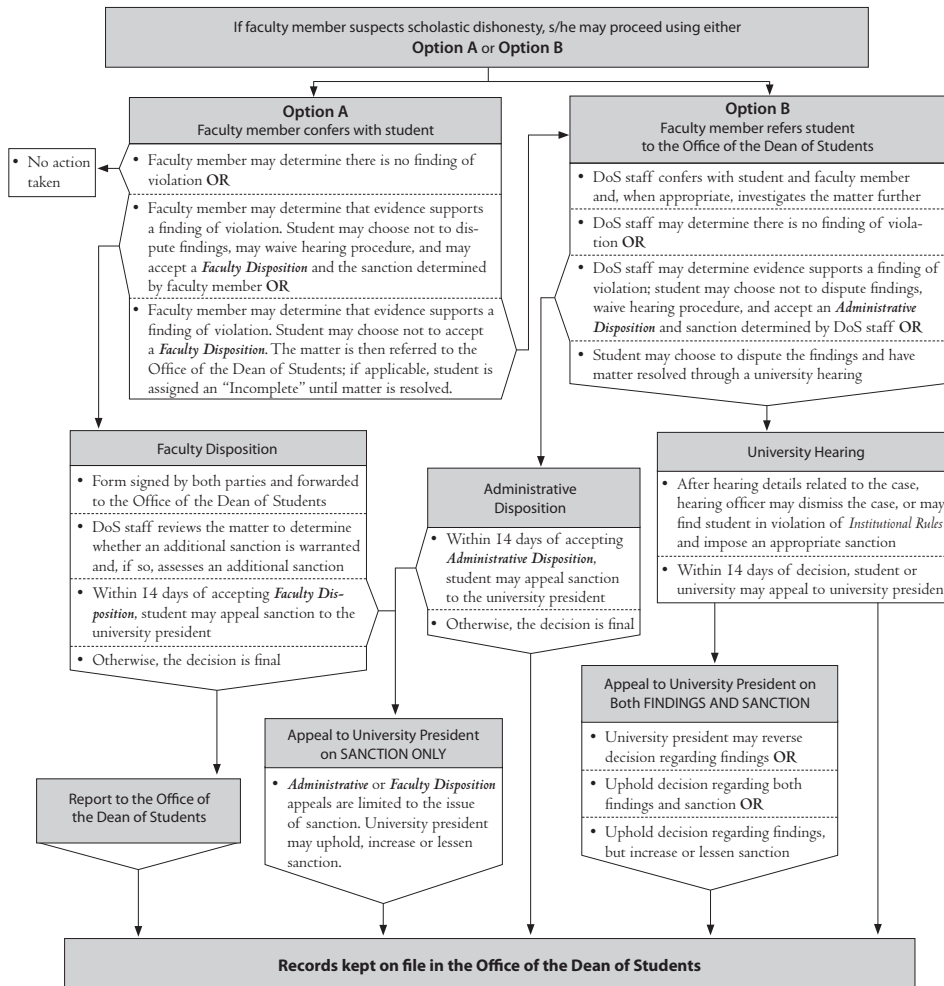 If faculty member suspects scholastic dishonesty, s/he may proceed using either
Option A or Option B
Option A
Faculty member confers with student
• No action
taken
• Faculty member may determine there is no finding of
violation OR
• Faculty member may determine that evidence supports
a finding of violation. Student may choose not to dis-
pute findings, may waive hearing procedure, and may
accept a Faculty Disposition and the sanction determined
by faculty member OR
• Faculty member may determine that evidence supports a
finding of violation. Student may choose not to accept
a Faculty Disposition. The matter is then referred to the
Office of the Dean of Students; if applicable, student is
assigned an “Incomplete” until matter is resolved.
Option B
Faculty member refers student
to the Office of the Dean of Students
• DoS staff confers with student and faculty member
and, when appropriate, investigates the matter further
• DoS staff may determine there is no finding of viola-
tion OR
• DoS staff may determine evidence supports a finding of
violation; student may choose not to dispute findings,
waive hearing procedure, and accept an Administrative
Disposition and sanction determined by DoS staff OR
• Student may choose to dispute the findings and have
matter resolved through a university hearing
Faculty Disposition
• Form signed by both parties and forwarded
to the Office of the Dean of Students
• DoS staff reviews the matter to determine
whether an additional sanction is warranted
and, if so, assesses an additional sanction
• Within 14 days of accepting Faculty Dis-
position, student may appeal sanction to the
university president
• Otherwise, the decision is final
Administrative
Disposition
• Within 14 days of accepting
Administrative Disposition,
student may appeal sanction
to the university president
• Otherwise, the decision is final
University Hearing
• After hearing details related to the case,
hearing officer may dismiss the case, or may
find student in violation of Institutional Rules
and impose an appropriate sanction
• Within 14 days of decision, student or
university may appeal to university presiden
Appeal to University President
on SANCTION ONLY
• Administrative or Faculty Disposition
appeals are limited to the issue
of sanction. University president
may uphold, increase or lessen
sanction.
Appeal to University President on
Both FINDINGS AND SANCTION
• University president may reverse
decision regarding findings OR
• Uphold decision regarding both
findings and sanction OR
• Uphold decision regarding findings,
but increase or lessen sanction
Report to the Office of
the Dean of Students
Records kept on file in the Office of the Dean of Students